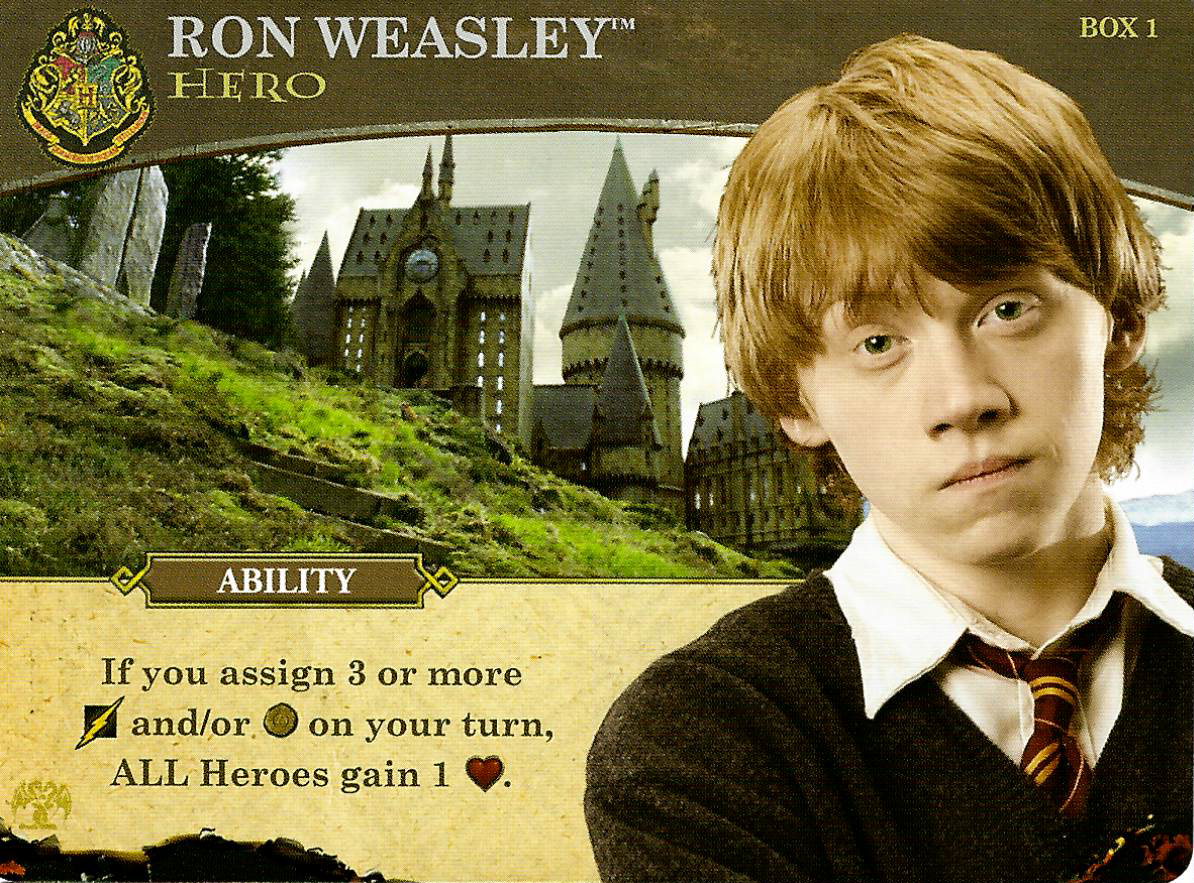 RON WEASLEY™
HERO
BOX 1
ABILITY
If you assign 3 or more
and/or on your turn,
ALL Heroes gain 1 .